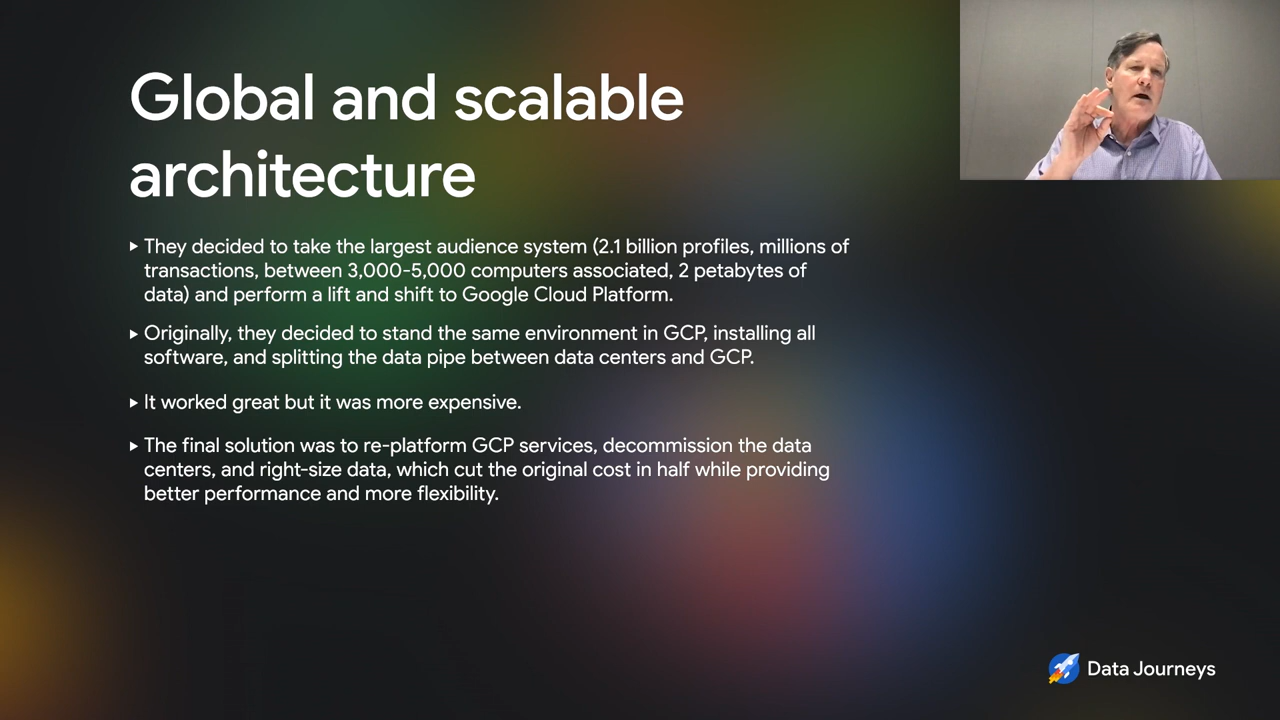 Global and scalable
architecture
They decided to take the largest audience system (2.1 billion profiles, millions of
transactions, between 3,000-5,000 computers associated, 2 petabytes of
data) and perform a lift and shift to Google Cloud Platform.
Originally, they decided to stand the same environment in GCP, installing all
software, and splitting the data pipe between data centers and GCP.
It worked great but it was more expensive.
The final solution was to re-platform GCP services, decommission the data
centers, and right-size data, which cut the original cost in half while providing
better performance and more flexibility.
Data Journeys